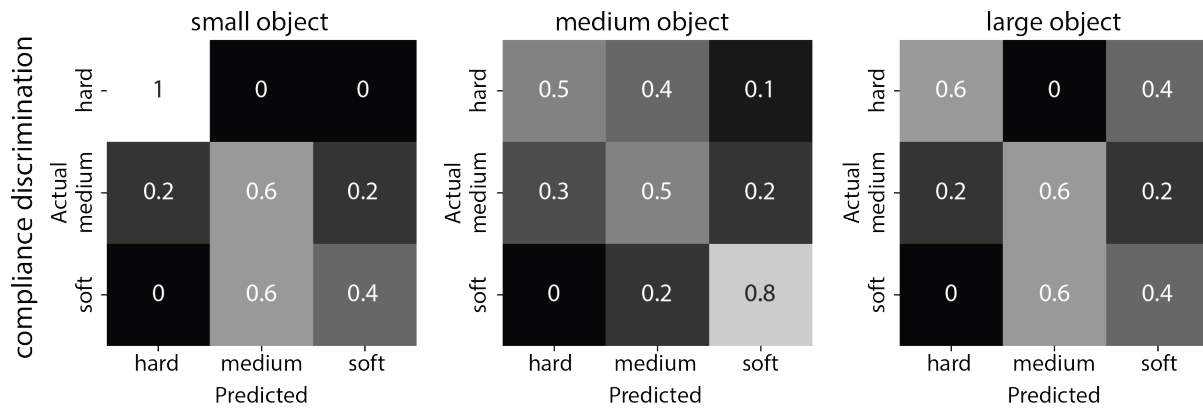 compliance discrimination
small object
Actual
hard
1 0 0
medium
0.2 0.6 0.2
soft
0 0.6 0.4
hard medium soft
Predicted
medium object
Actual
hard
0.5 0.4 0.1
medium
0.3 0.5 0.2
soft
0 0.2 0.8
hard medium soft
Predicted
large object
Actual
hard
0.6 0 0.4
medium
0.2 0.6 0.2
soft
0 0.6 0.4
hard medium soft
Predicted